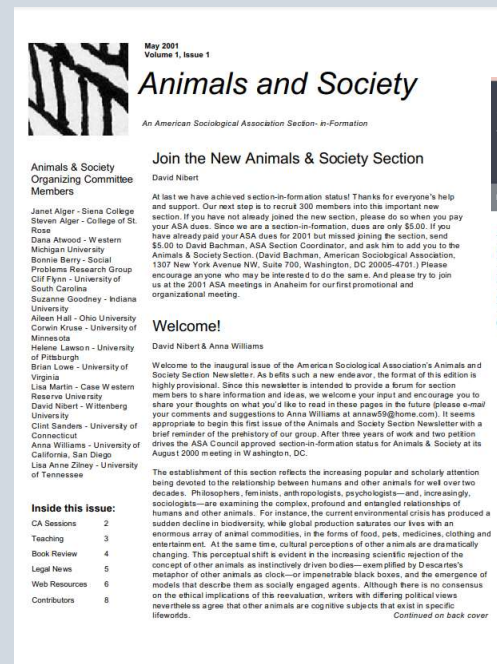 May 2001
Volume 1, Issue 1
Animals and Society
An American Sociological Association Section- in-Formation
Animals & Society
Organizing Committee
Members
Janet Alger - Siena College
Steven Alger - College of St.
Rose
Dana Atwood - Western
Michigan University
Bonnie Berry - Social
Problems Research Group
Clif Flynn - University of
South Carolina
Suzanne Goodney - Indiana
University
Aileen Hall - Ohio University
Corwin Kruse - University of
Minnesota
Helene Lawson - University
of Pittsburgh
Brian Lowe - University of
Virginia
Lisa Martin - Case Western
Reserve University
David Nibert - Wittenberg
University
Clint Sanders - University of
Connecticut
Anna Williams - University of
California, San Diego
Lisa Anne Zilney - University
of Tennessee
Inside this issue:
CA Sessions 2
Teaching 3
Book Review 4
Legal News 5
Web Resources 6
Contributors 8
Join the New Animals & Society Section
David Nibert
At last we have achieved section-in-formation status! Thanks for everyone's help
and support. Our next step is to recruit 300 members into this important new
section. If you have not already joined the new section, please do so when you pay
your ASA dues. Since we are a section-in-formation, dues are only $5.00. If you
have already paid your ASA dues for 2001 but missed joining the section, send
$5.00 to David Bachman, ASA Section Coordinator, and ask him to add you to the
Animals & Society Section. (David Bachman, American Sociological Association,
1307 New York Avenue NW, Suite 700, Washington, DC 20005-4701.) Please
encourage anyone who may be interested to do the same. And please try to join
us at the 2001 ASA meetings in Anaheim for our first promotional and
organizational meeting.
Welcome!
David Nibert & Anna Williams
Welcome to the inaugural issue of the American Sociological Association's Animals and
Society Section Newsletter. As befits such a new endeavor, the format of this edition is
highly provisional. Since this newsletter is intended to provide a forum for section
members to share information and ideas, we welcome your input and encourage you to
share your thoughts on what you'd like to read in these pages in the future (please e-mail
your comments and suggestions to Anna Williams at annaw59@home.com). It seems
appropriate to begin this first issue of the Animals and Society Section Newsletter with a
brief reminder of the prehistory of our group. After three years of work and two petition
drives the ASA Council approved section-in-formation status for Animals & Society at its
August 2000 meeting in Washington, DC.
The establishment of this section reflects the increasing popular and scholarly attention
being devoted to the relationship between humans and other animals for well over two
decades. Philosophers, feminists, anthropologists, psychologists—and, increasingly,
sociologists—are examining the complex, profound and entangled relationships of
humans and other animals. For instance, the current environmental crisis has produced a
sudden decline in biodiversity, while global production saturates our lives with an
enormous array of animal commodities, in the forms of food, pets, medicines, clothing and
entertainment. At the same time, cultural perceptions of other animals are dramatically
changing. This perceptual shift is evident in the increasing scientific rejection of the
concept of other animals as instinctively driven bodies—exemplified by Descartes's
metaphor of other animals as clock—or impenetrable black boxes, and the emergence of
models that describe them as socially engaged agents. Although there is no consensus
on the ethical implications of this reevaluation, writers with differing political views
nevertheless agree that other animals are cognitive subjects that exist in specific
lifeworlds. Continued on back cover